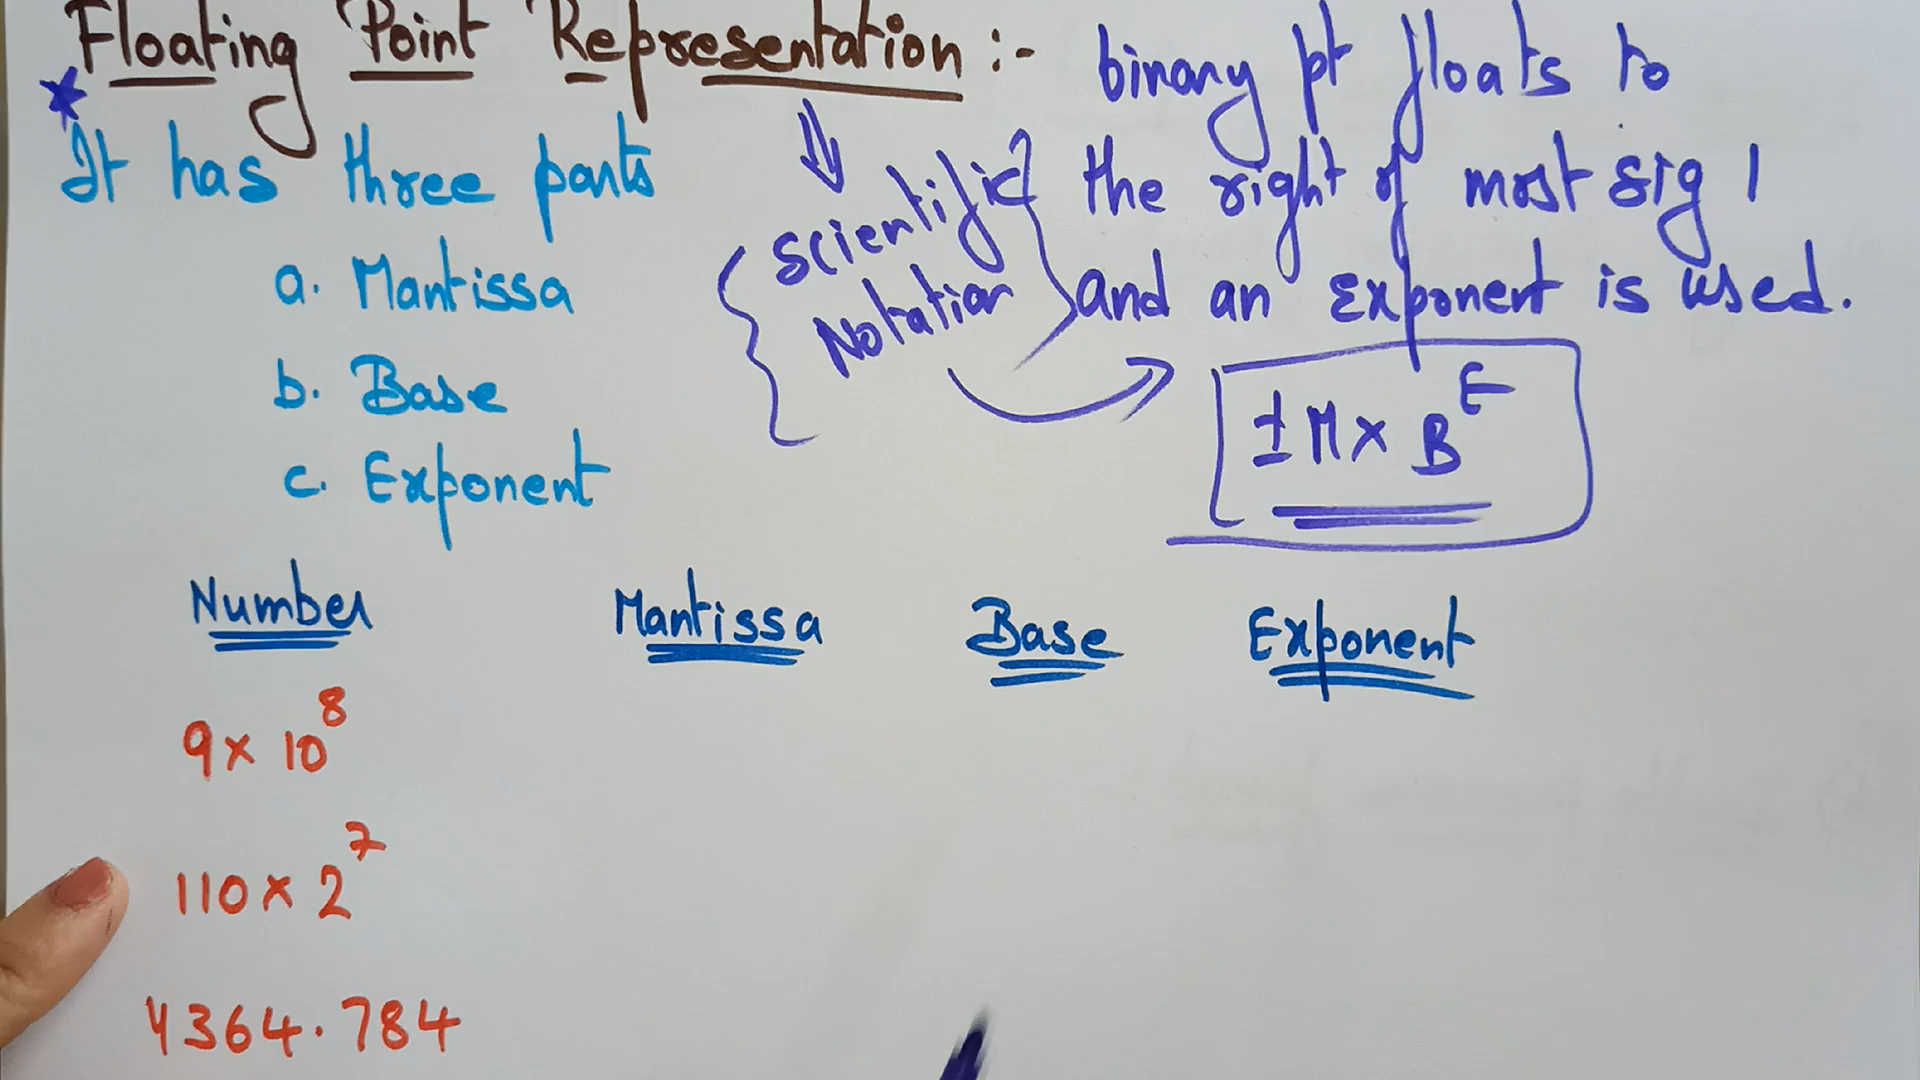 Floating Point Representation :-
binary pt floats to
the right of most sig 1
and an Exponent is used.
Scientific
Notation
± M × B^E
* It has three parts
a. Mantissa
b. Base
c. Exponent
Number Mantissa Base Exponent
9 × 10^8
110 × 2^7
4364.784